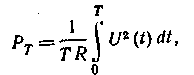 P_T = \frac{1}{TR} \int_0^T U^2(t) dt,